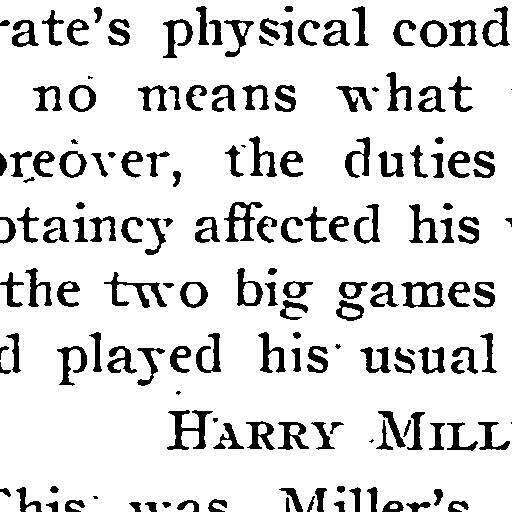 rate's physical cond
no means what
oreover, the duties
ptaincy affected his
the two big games
d played his usual
HARRY MILL
This was Miller's